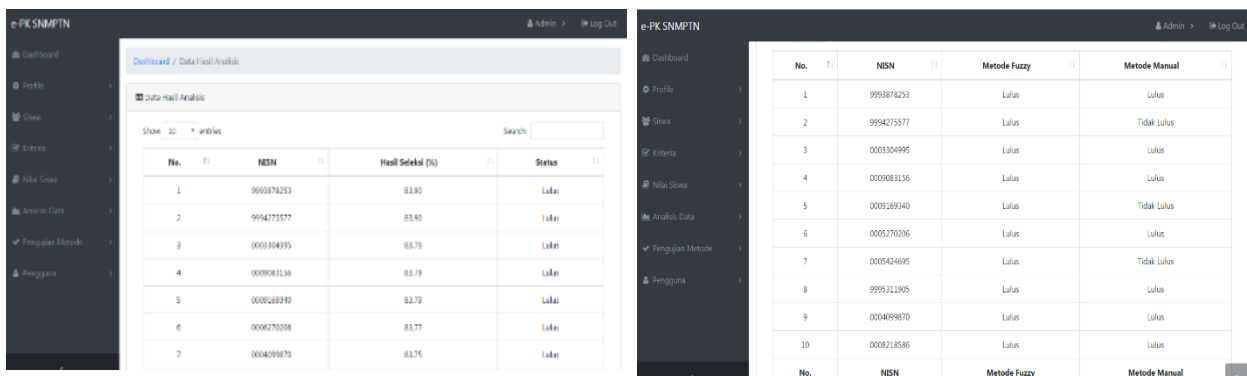 e-PK SNMPTN
Admin > Log Out
Dashboard
Profile >
Siswa >
Kriteria >
Nilai Siswa >
Analisis Data >
Pengujian Metode >
Pengguna >
Dashboard / Data Hasil Analisis
Data Hasil Analisis
Show 10 entries Search:
No. NISN Hasil Seleksi (%) Status
1 9993878253 83,90 Lulus
2 9994275577 83,90 Lulus
3 0003304995 83,79 Lulus
4 0009083156 83,79 Lulus
5 0009169340 83,79 Lulus
6 83,77 Lulus
7 0004099870 83,75 Lulus
e-PK SNMPTN
Admin > Log Out
Dashboard
Profile >
Siswa >
Kriteria >
Nilai Siswa >
Analisis Data >
Pengujian Metode >
Pengguna >
No. NISN Metode Fuzzy Metode Manual
1 9993878253 Lulus Lulus
2 9994275577 Lulus Tidak Lulus
3 0003304995 Lulus Lulus
4 0009083156 Lulus Lulus
5 0009169340 Lulus Tidak Lulus
6 0005270206 Lulus Lulus
7 0005424695 Lulus Tidak Lulus
8 9995311905 Lulus Lulus
9 0004099870 Lulus Lulus
10 0008218586 Lulus Lulus
No. NISN Metode Fuzzy Metode Manual